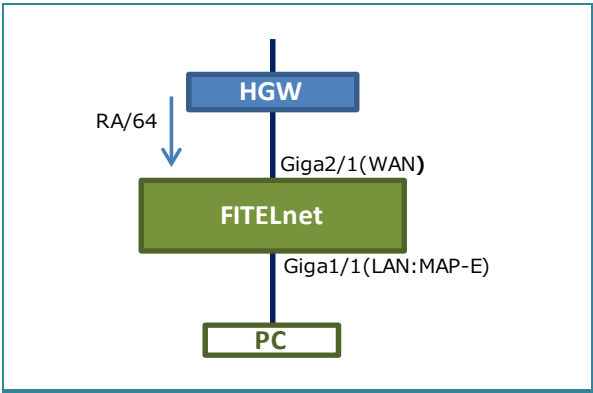 HGW
RA/64
Giga2/1(WAN)
FITELnet
Giga1/1(LAN:MAP-E)
PC